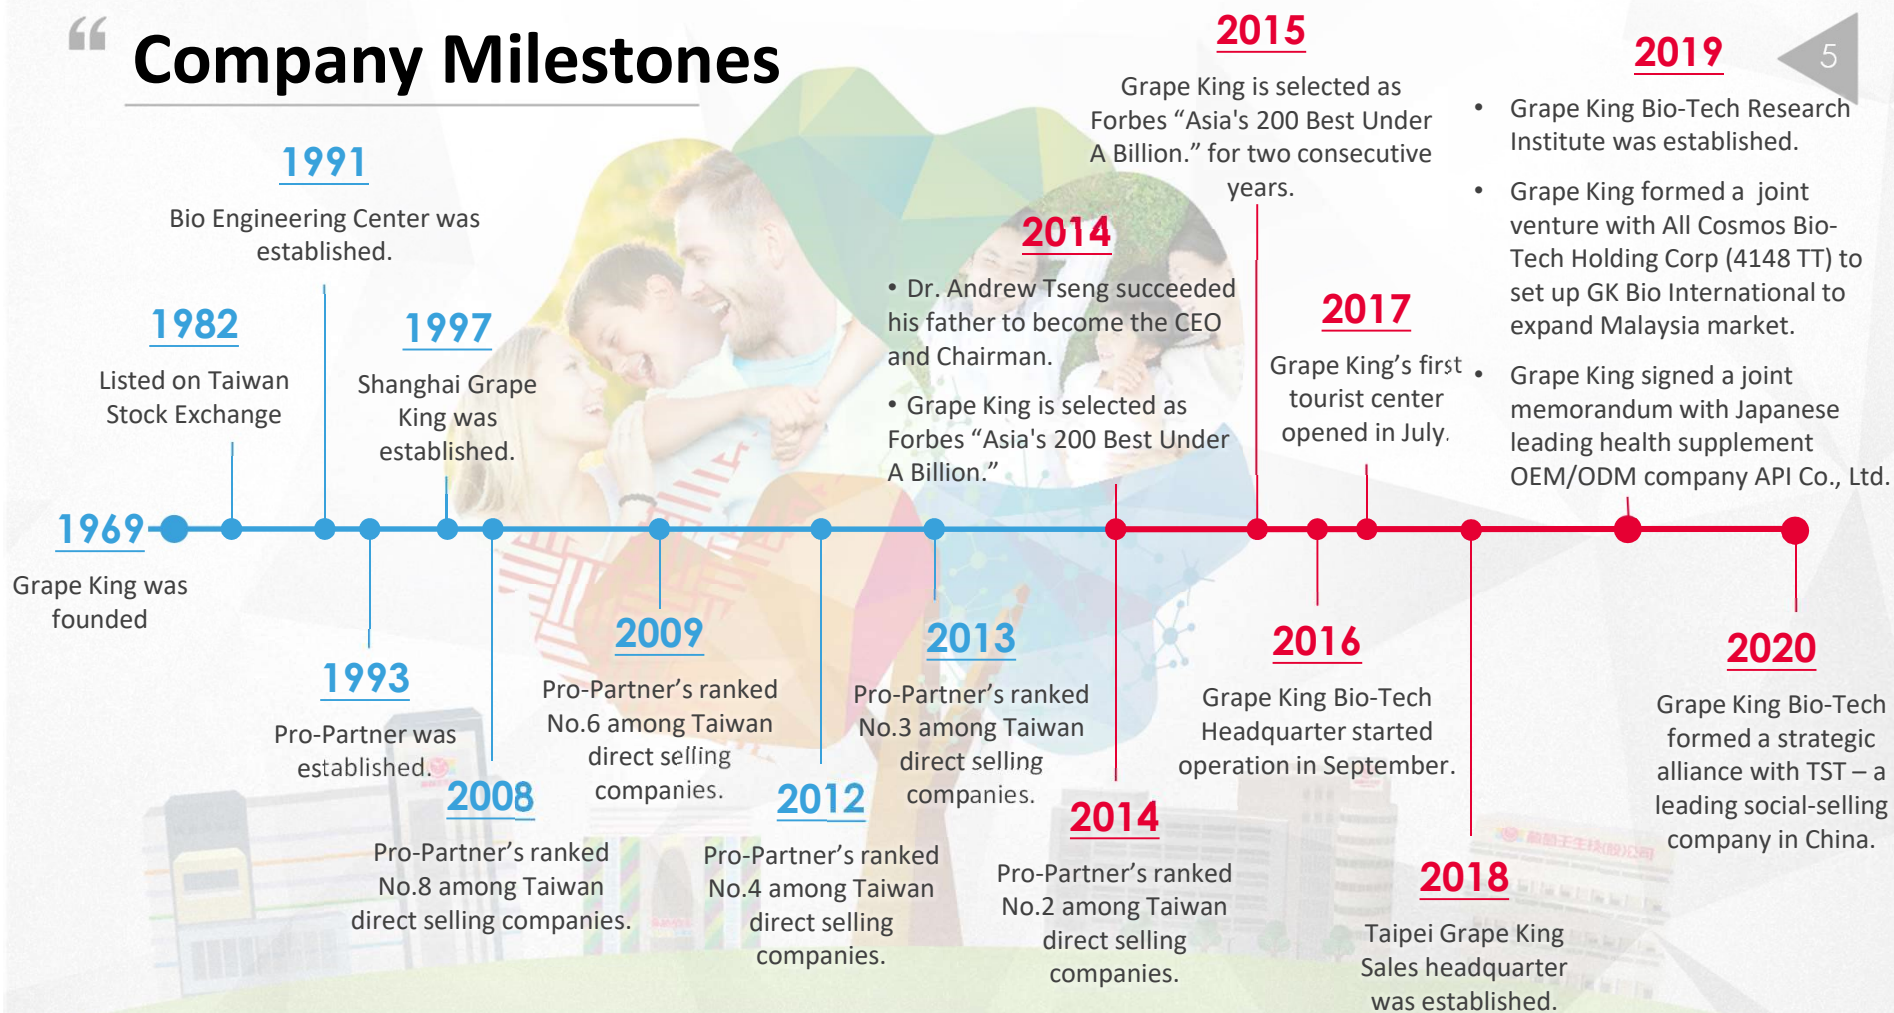 “ Company Milestones
5
1969
Grape King was
founded
1982
Listed on Taiwan
Stock Exchange
1991
Bio Engineering Center was
established.
1993
Pro-Partner was
established.
1997
Shanghai Grape
King was
established.
2008
Pro-Partner’s ranked
No.8 among Taiwan
direct selling companies.
2009
Pro-Partner’s ranked
No.6 among Taiwan
direct selling
companies.
2012
Pro-Partner’s ranked
No.4 among Taiwan
direct selling
companies.
2013
Pro-Partner’s ranked
No.3 among Taiwan
direct selling
companies.
2014
• Dr. Andrew Tseng succeeded
his father to become the CEO
and Chairman.
• Grape King is selected as
Forbes “Asia's 200 Best Under
A Billion.”
2014
Pro-Partner’s ranked
No.2 among Taiwan
direct selling
companies.
2015
Grape King is selected as
Forbes “Asia's 200 Best Under
A Billion.” for two consecutive
years.
2016
Grape King Bio-Tech
Headquarter started
operation in September.
2017
Grape King’s first
tourist center
opened in July.
2018
Taipei Grape King
Sales headquarter
was established.
2019
• Grape King Bio-Tech Research
Institute was established.
• Grape King formed a joint
venture with All Cosmos Bio-
Tech Holding Corp (4148 TT) to
set up GK Bio International to
expand Malaysia market.
• Grape King signed a joint
memorandum with Japanese
leading health supplement
OEM/ODM company API Co., Ltd.
2020
Grape King Bio-Tech
formed a strategic
alliance with TST – a
leading social-selling
company in China.